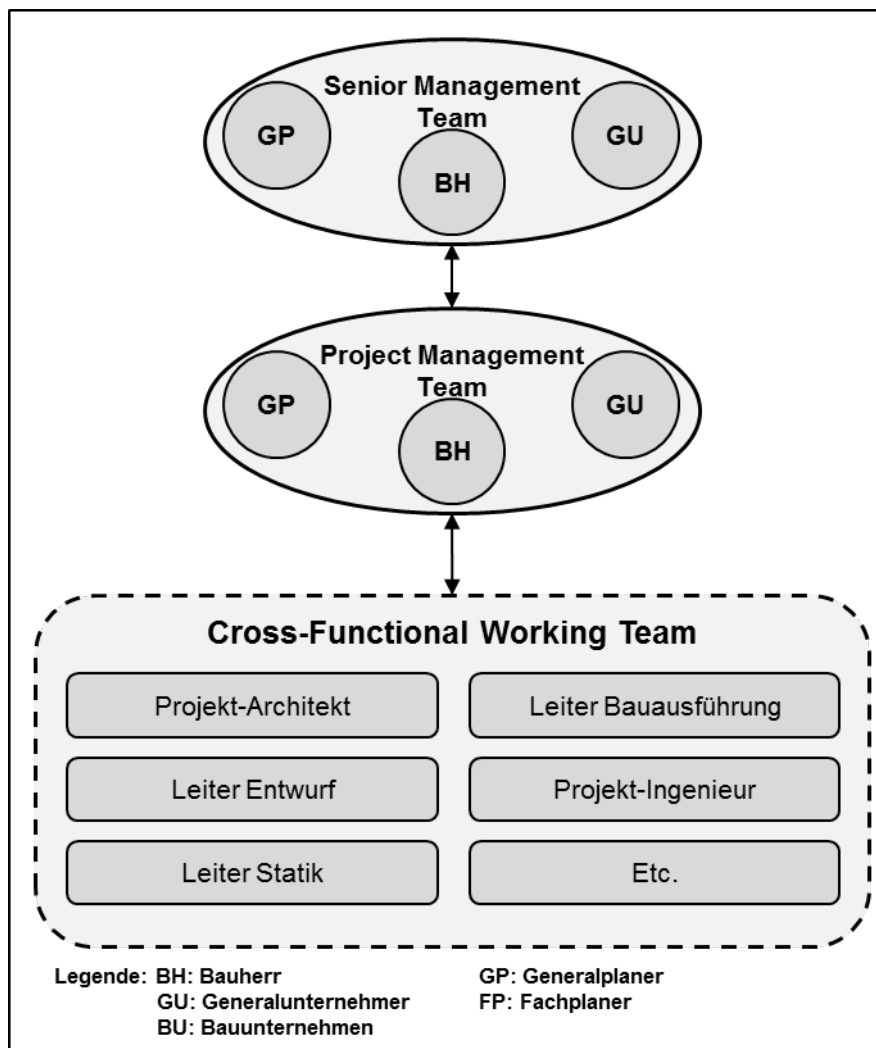 Senior Management
Team
GP
GU
BH
Project Management
Team
GP
GU
BH
Cross-Functional Working Team
Projekt-Architekt
Leiter Bauausführung
Leiter Entwurf
Projekt-Ingenieur
Leiter Statik
Etc.
Legende: BH: Bauherr
GP: Generalplaner
GU: Generalunternehmer
FP: Fachplaner
BU: Bauunternehmen